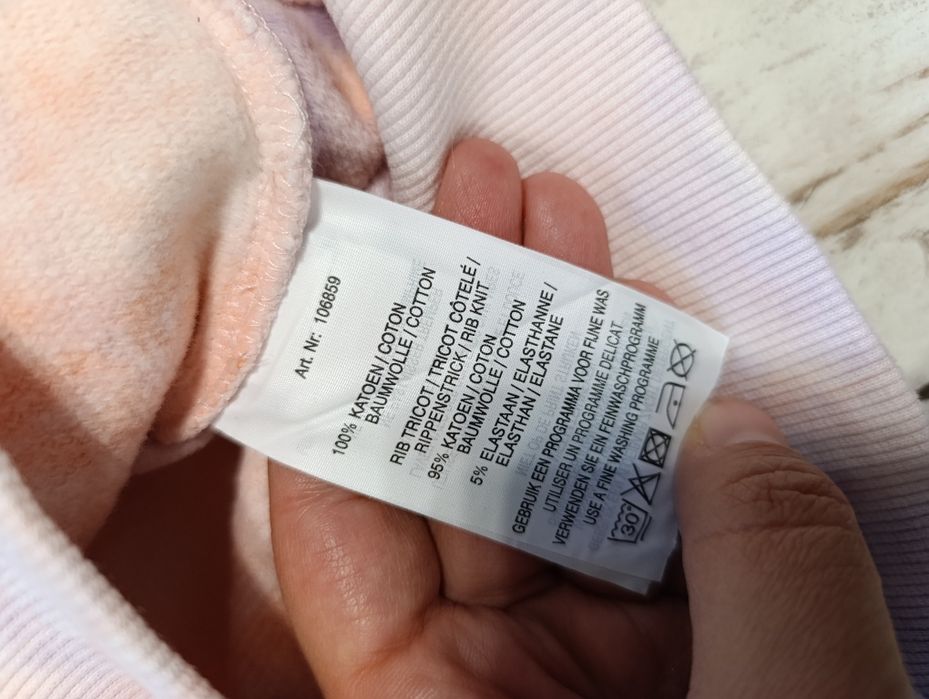 Art. Nr: 106859
100% KATOEN / COTON
BAUMWOLLE / COTTON
RIB TRICOT / TRICOT CÔTELÉ /
RIPPENSTRICK / RIB KNIT
95% KATOEN / COTON
BAUMWOLLE / COTTON
5% ELASTAAN / ELASTHANNE /
ELASTHAN / ELASTANE
GEBRUIK EEN PROGRAMMA VOOR FIJNE WAS
UTILISER UN PROGRAMME DELICAT
VERWENDEN SIE EIN FEINWASCHPROGRAMM
USE A FINE WASHING PROGRAMME
30°